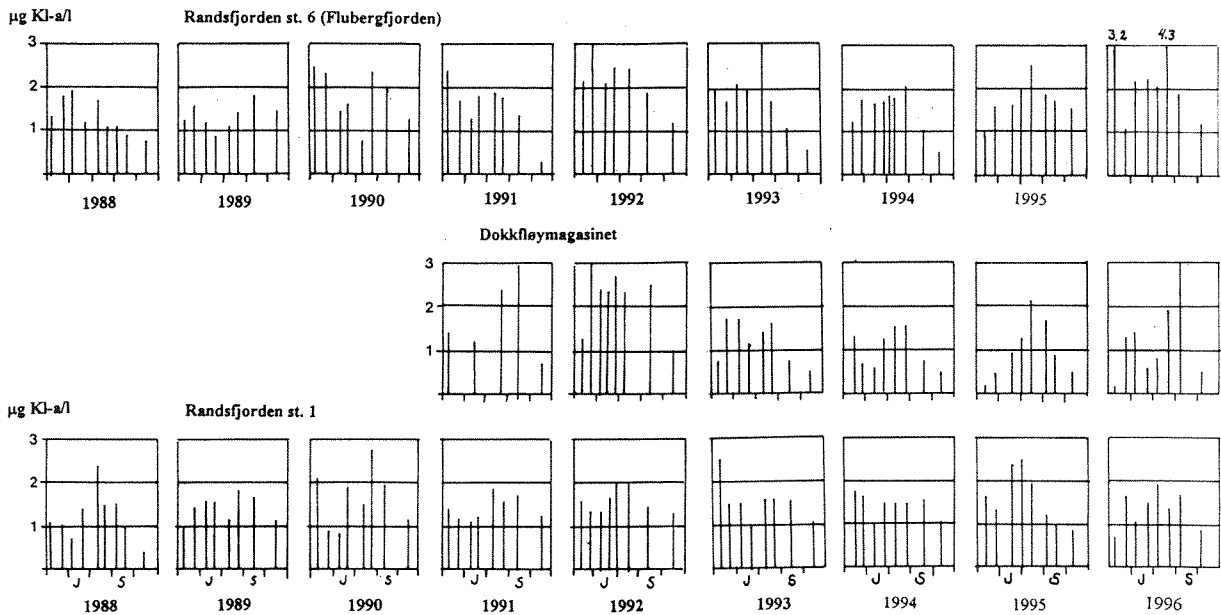 µg Kl-a/l Randsfjorden st. 6 (Flubergfjorden)
3,2 4.3
3
2
1
1988 1989 1990 1991 1992 1993 1994 1995
Dokkfløymagasinet
3
2
1
µg Kl-a/l Randsfjorden st. 1
3
2
1
J S J S J S J S J S J S J S J S J S
1988 1989 1990 1991 1992 1993 1994 1995 1996